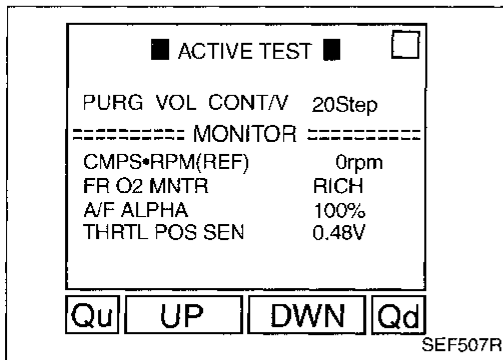 ■ ACTIVE TEST ■
PURG VOL CONT/V 20Step
========= MONITOR =========
CMPS•RPM(REF) 0rpm
FR O2 MNTR RICH
A/F ALPHA 100%
THRTL POS SEN 0.48V
Qu UP DWN Qd
SEF507R